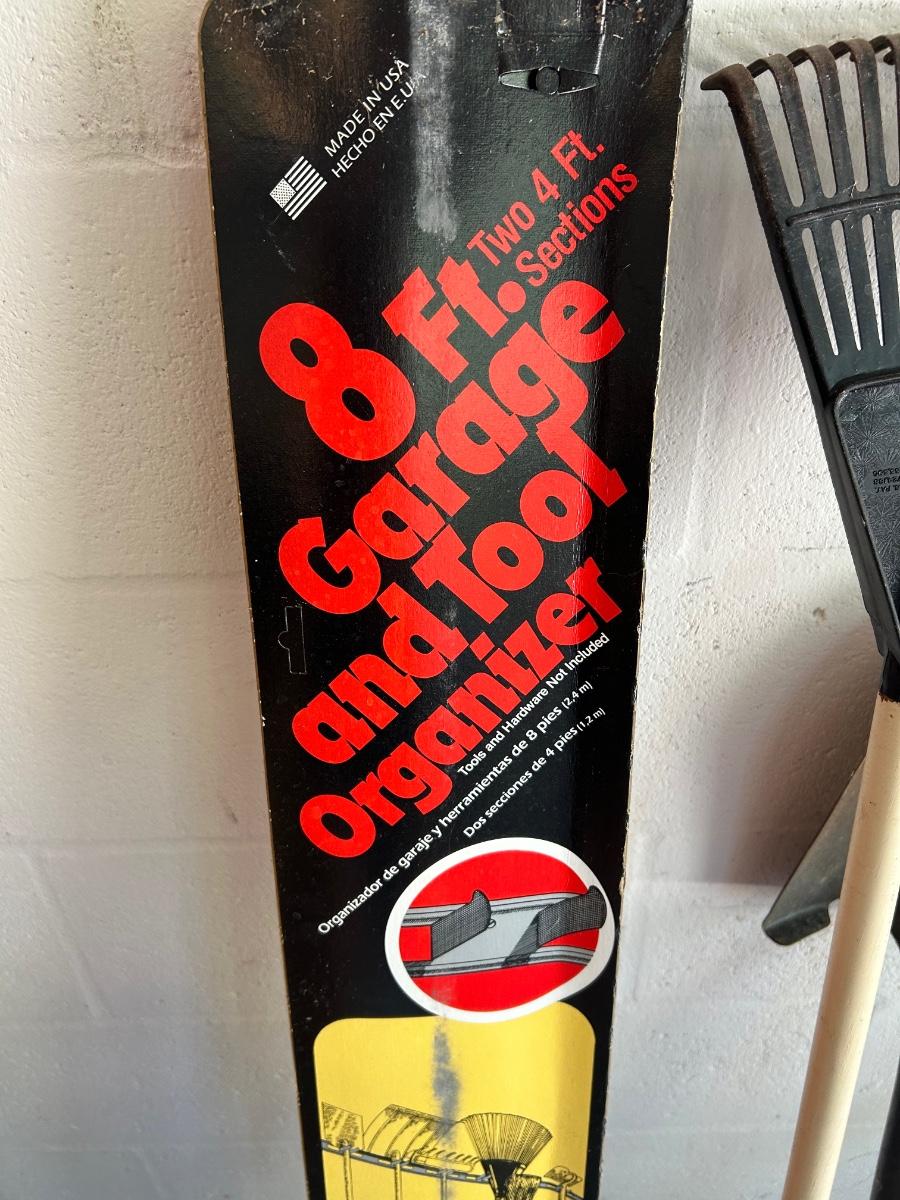 MADE IN USA
HECHO EN E.U.A
8 Ft.
Two 4 Ft.
Sections
Garage
and Tool
Organizer
Tools and Hardware Not Included
Organizador de garaje y herramientas de 8 pies (2,4 m)
Dos secciones de 4 pies (1,2 m)